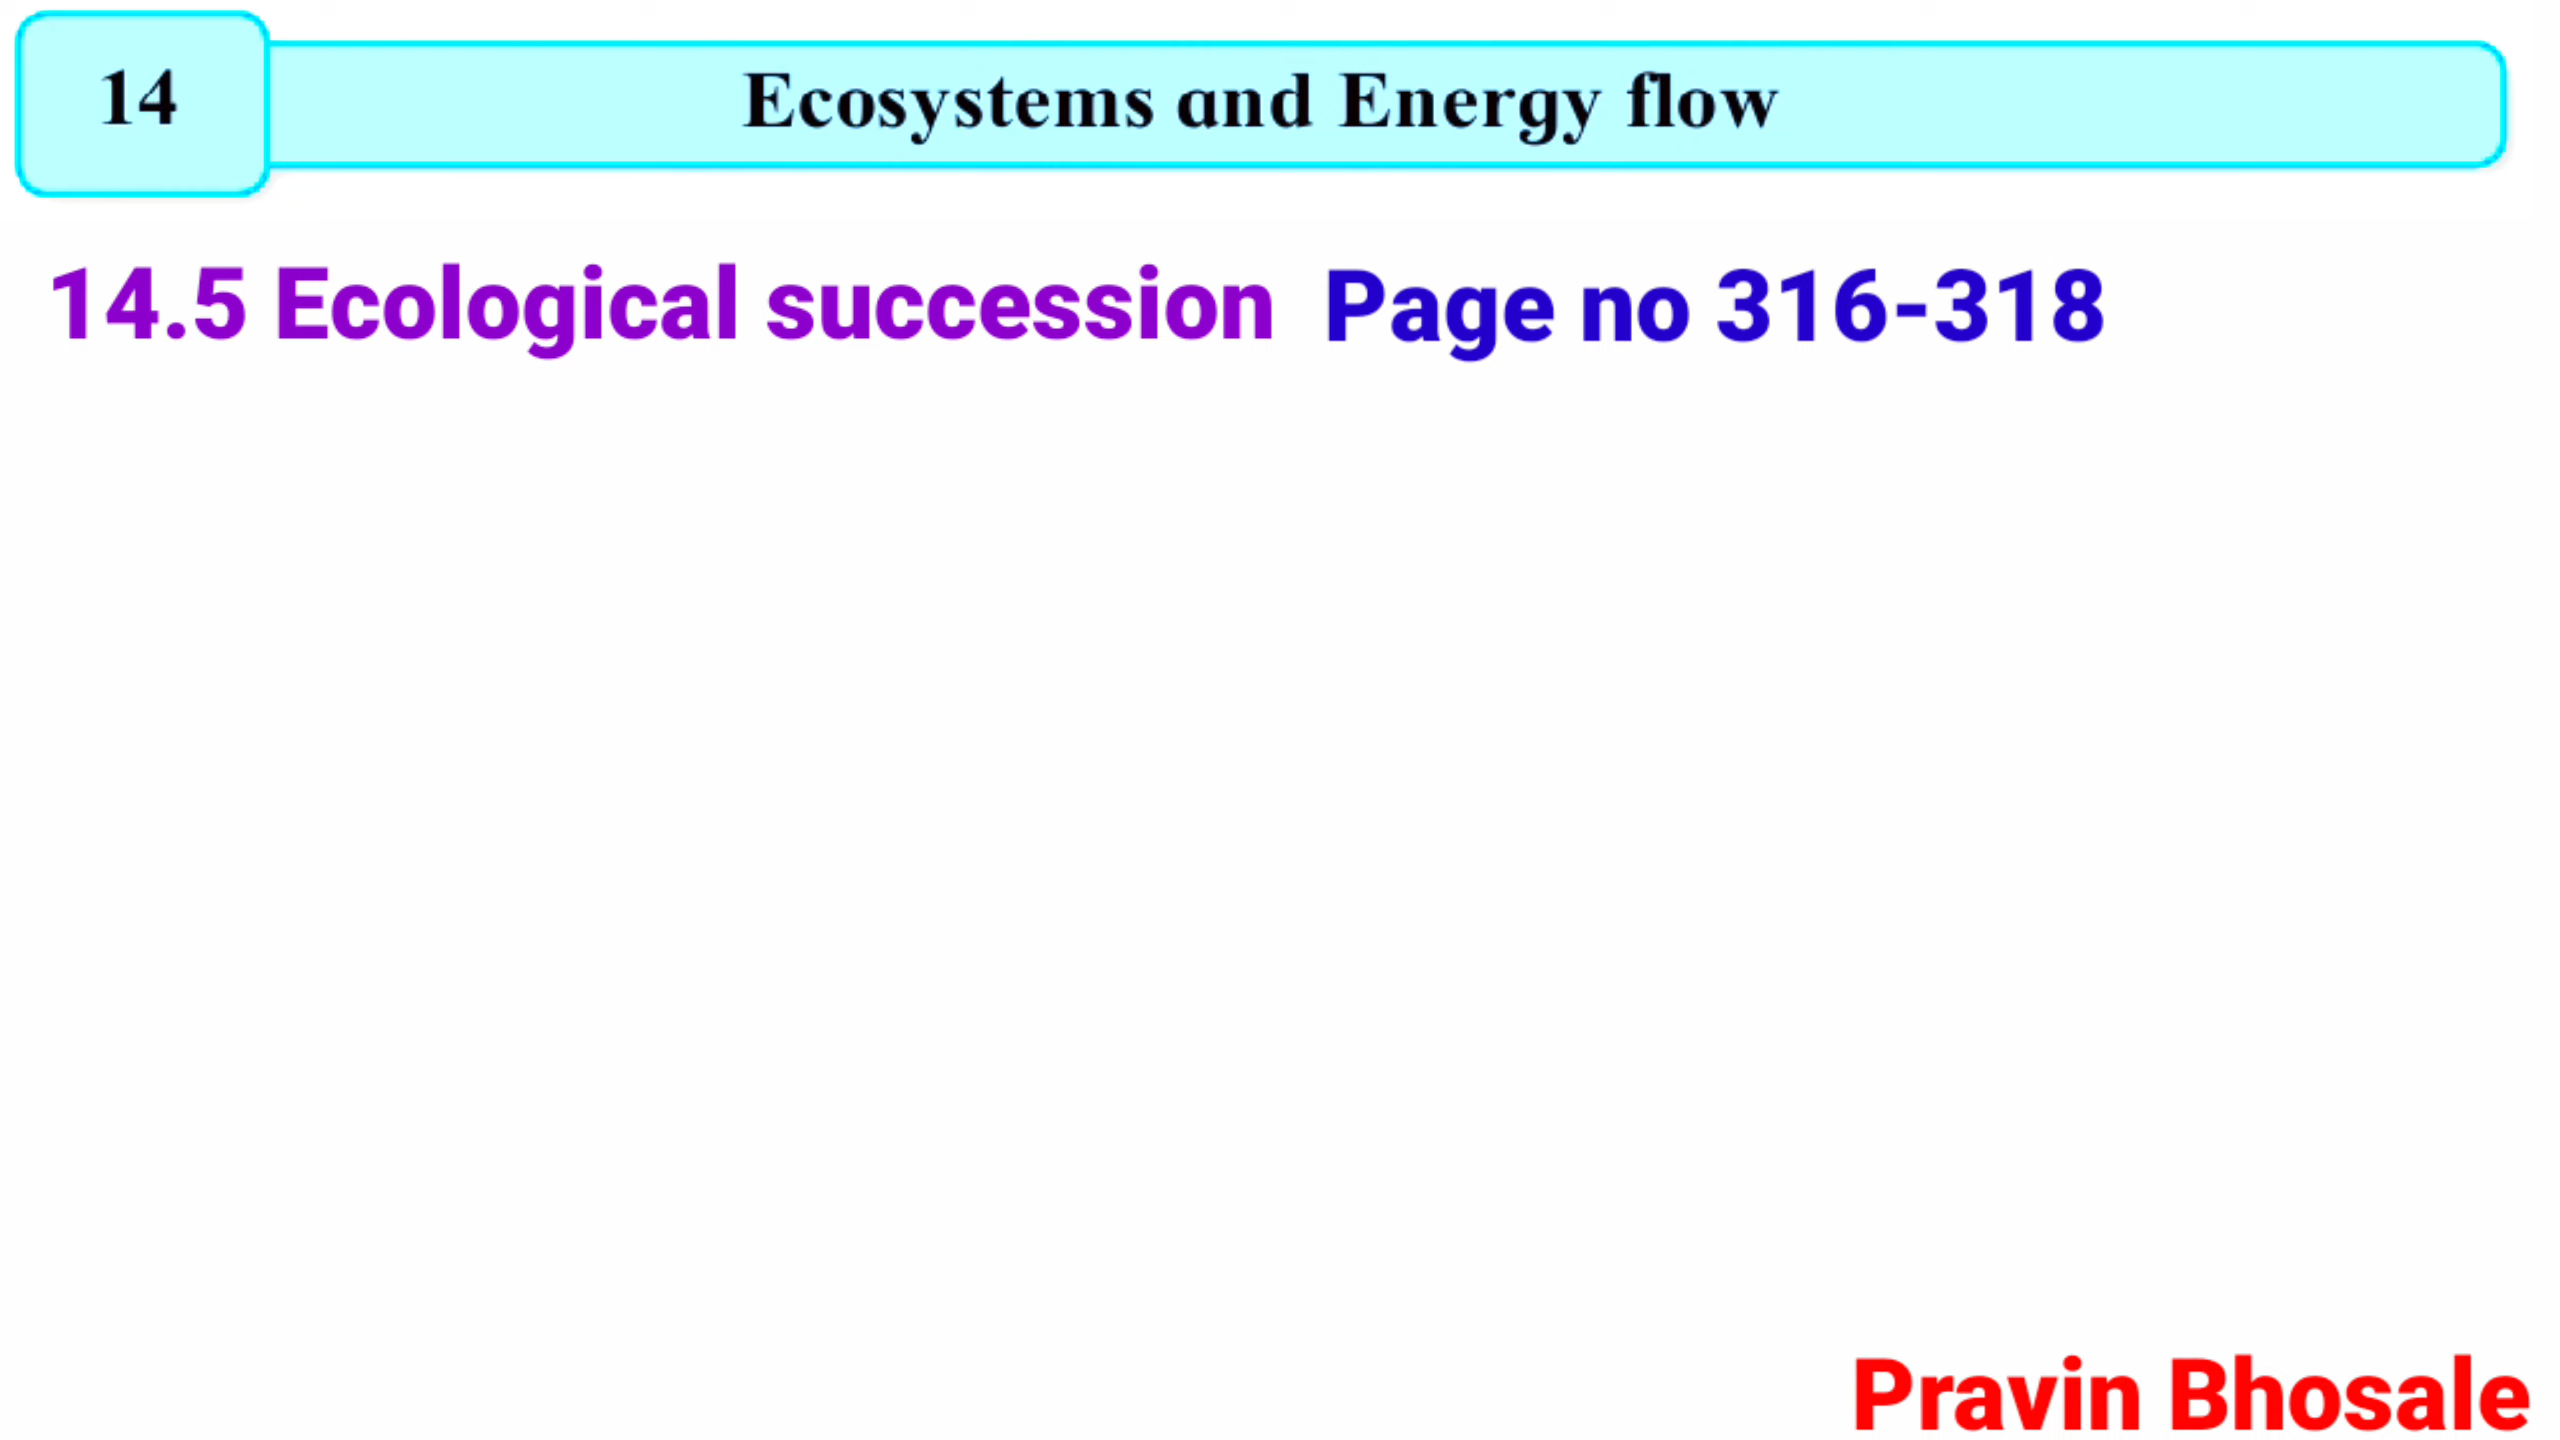 14 Ecosystems and Energy flow
14.5 Ecological succession Page no 316-318
Pravin Bhosale